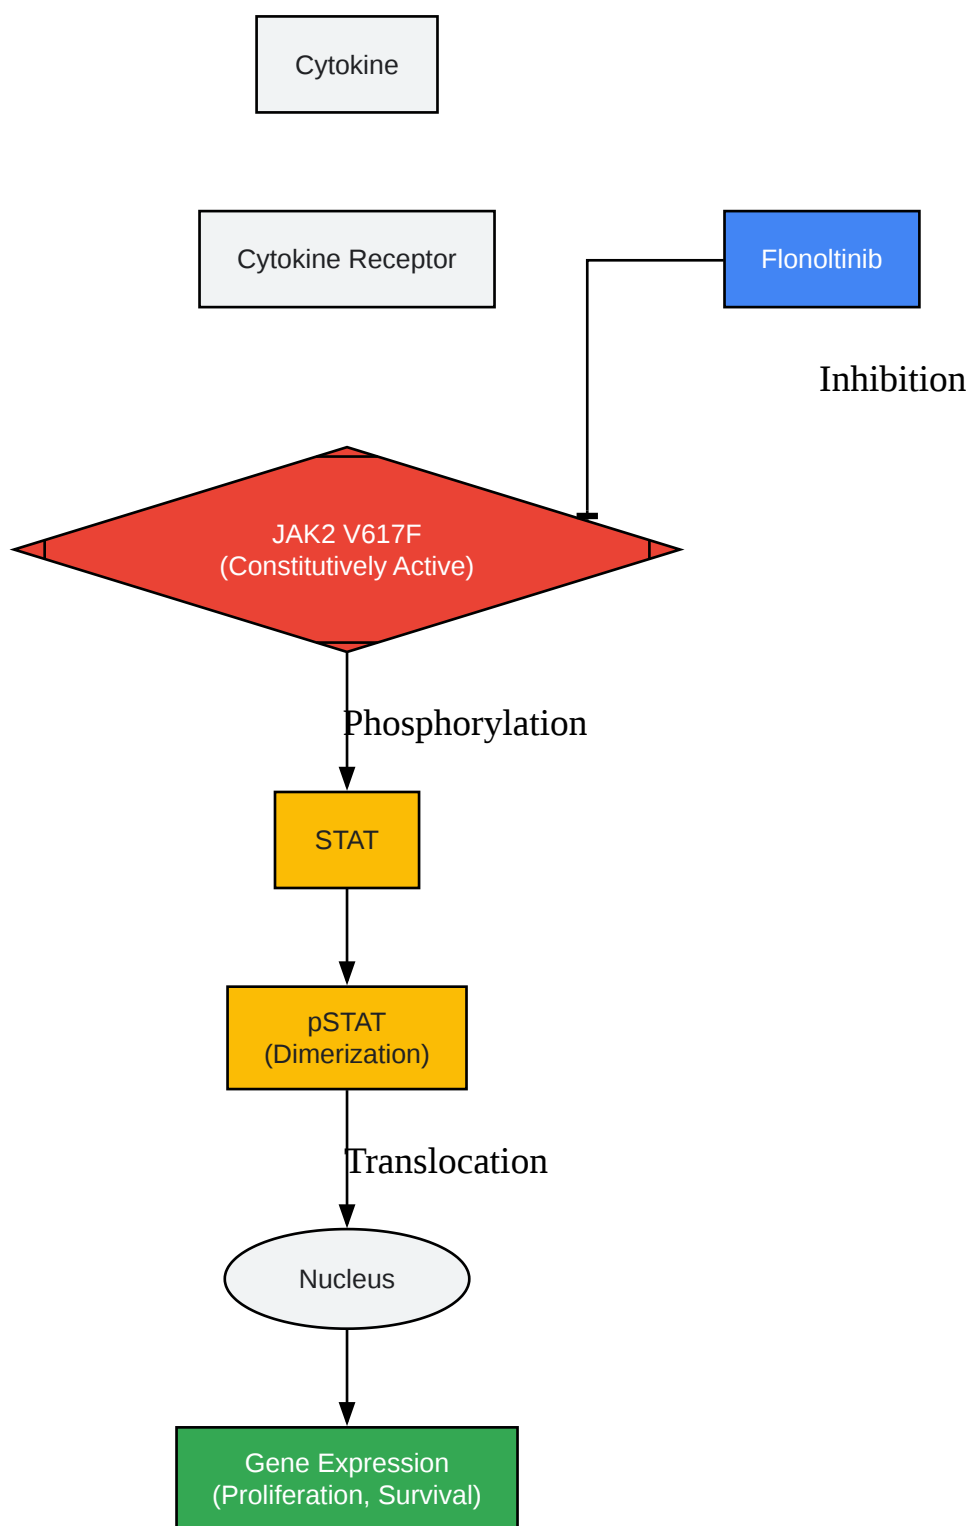 Cytokine
Cytokine Receptor
Flonoltinib
Inhibition
JAK2 V617F
(Constitutively Active)
Phosphorylation
STAT
pSTAT
(Dimerization)
Translocation
Nucleus
Gene Expression
(Proliferation, Survival)